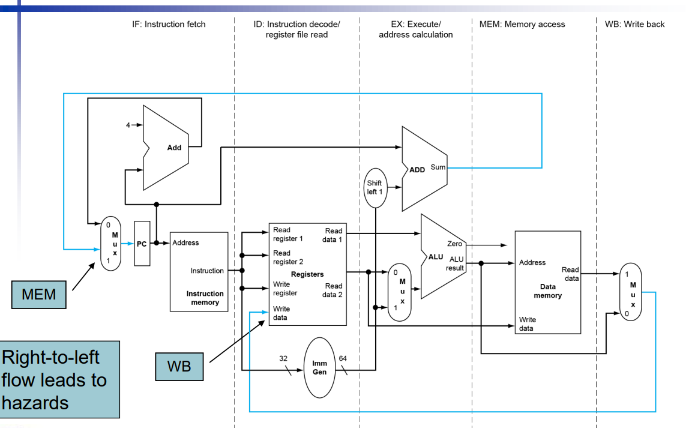 IF: Instruction fetch
ID: Instruction decode/
register file read
EX: Execute/
address calculation
MEM: Memory access
WB: Write back
4
Add
ADD Sum
Shift
left 1
0
M
u
x
1
PC
Address
Instruction
Instruction
memory
Read
register 1
Read
register 2
Write
register
Write
data
Registers
Read
data 1
Read
data 2
0
M
u
x
1
Zero
ALU
ALU
result
Address
Read
data
Data
memory
Write
data
1
M
u
x
0
32
Imm
Gen
64
MEM
WB
Right-to-left
flow leads to
hazards